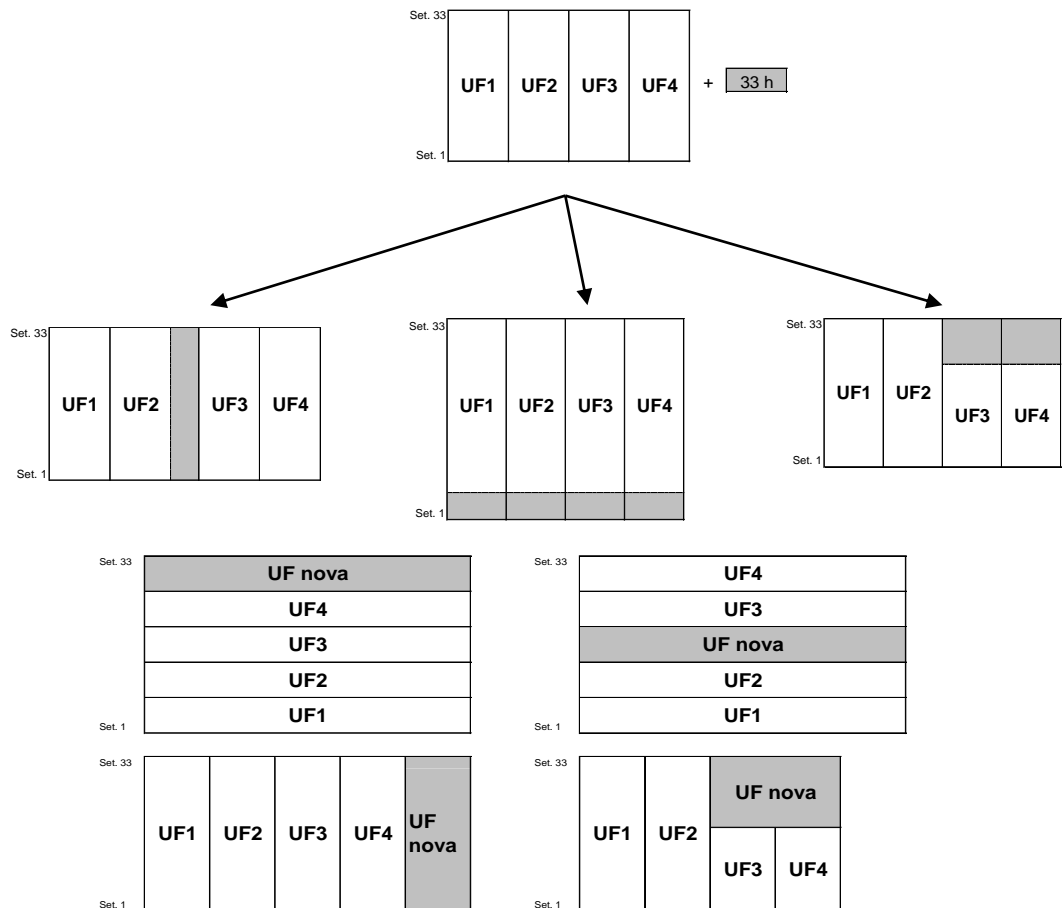 Set. 33
UF1 UF2 UF3 UF4 + 33 h
Set. 1
Set. 33
UF1 UF2 UF3 UF4
Set. 1
Set. 33
UF1 UF2 UF3 UF4
Set. 1
Set. 33
UF1 UF2
UF3 UF4
Set. 1
Set. 33
UF nova
UF4
UF3
UF2
UF1
Set. 1
Set. 33
UF4
UF3
UF nova
UF2
UF1
Set. 1
Set. 33
UF1 UF2 UF3 UF4 UF
nova
Set. 1
Set. 33
UF nova
UF1 UF2
UF3 UF4
Set. 1